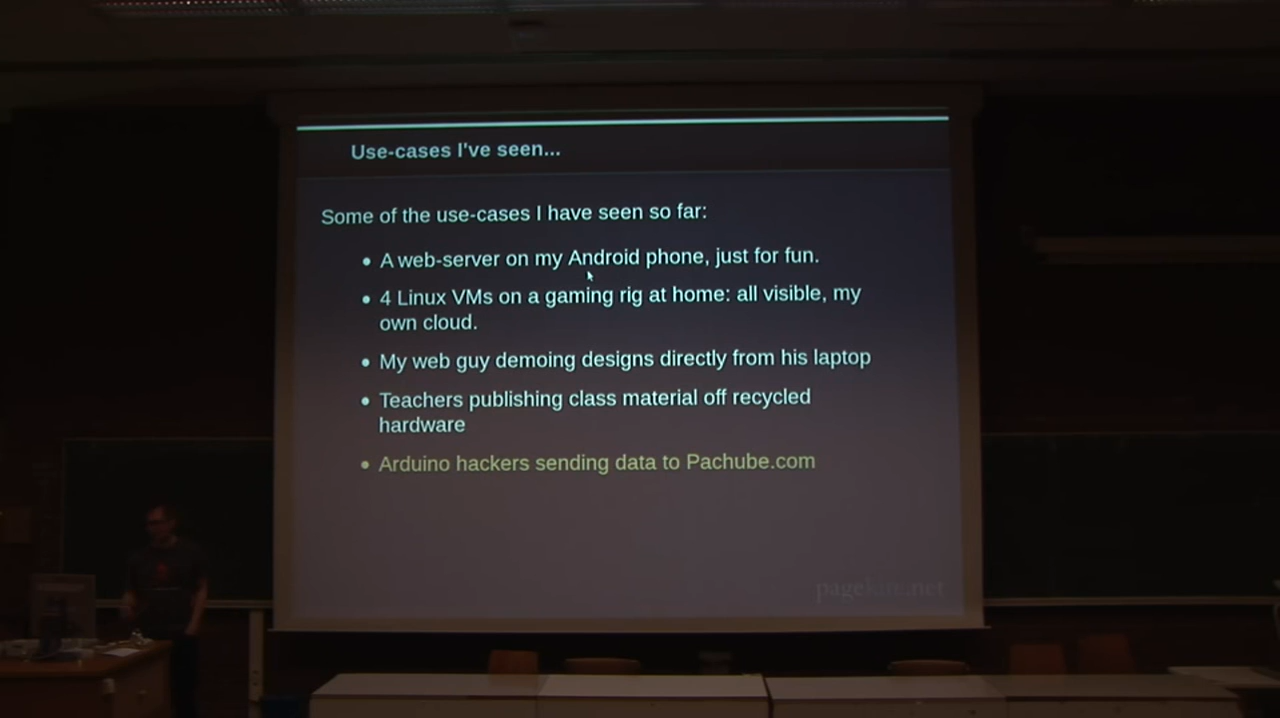 Use-cases I've seen...
Some of the use-cases I have seen so far:
• A web-server on my Android phone, just for fun.
• 4 Linux VMs on a gaming rig at home: all visible, my
own cloud.
• My web guy demoing designs directly from his laptop
• Teachers publishing class material off recycled
hardware
• Arduino hackers sending data to Pachube.com
pagekite.net